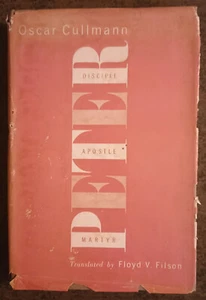 Oscar Cullmann
PETER
DISCIPLE
APOSTLE
MARTYR
Translated by Floyd V. Filson